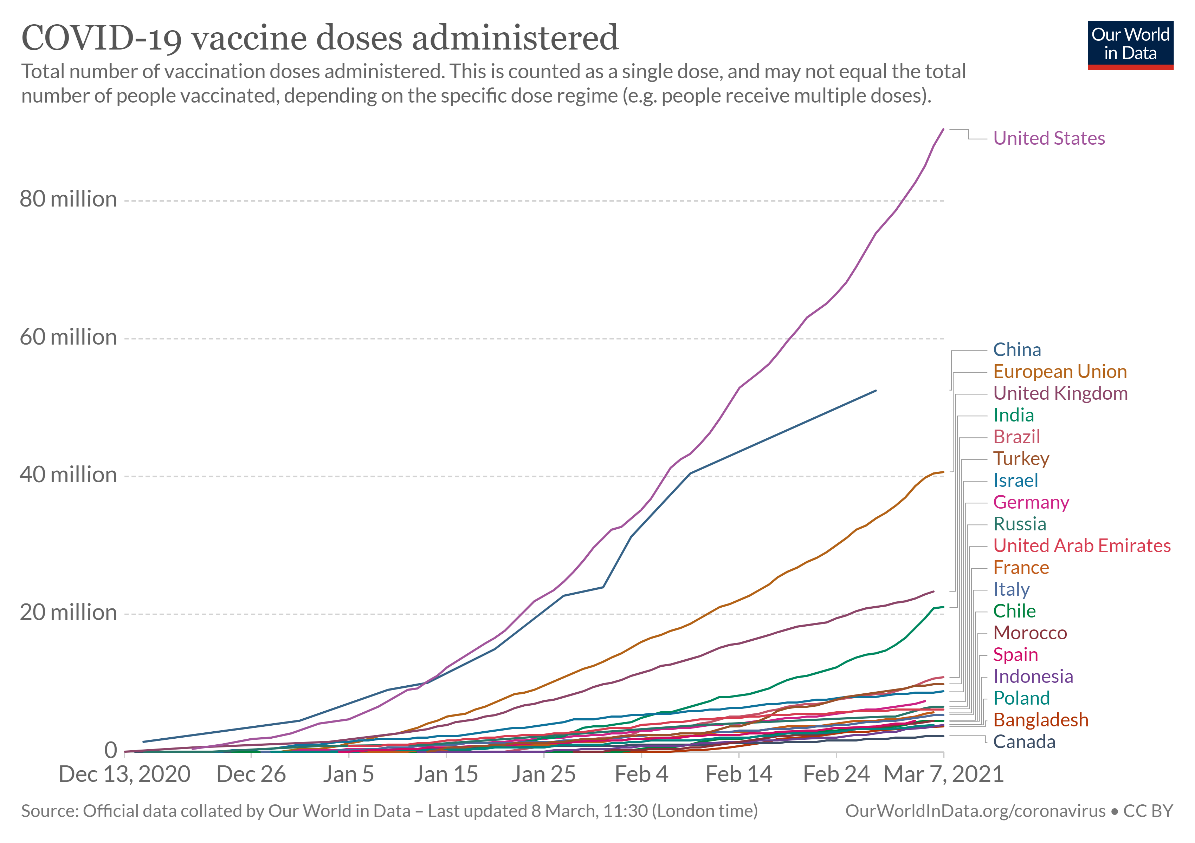 COVID-19 vaccine doses administered
Our World
in Data
Total number of vaccination doses administered. This is counted as a single dose, and may not equal the total
number of people vaccinated, depending on the specific dose regime (e.g. people receive multiple doses).
United States
80 million
60 million
China
European Union
United Kingdom
India
Brazil
Turkey
40 million
Israel
Germany
Russia
United Arab Emirates
France
Italy
20 million
Chile
Morocco
Spain
Indonesia
Poland
Bangladesh
Canada
0
Dec 13, 2020 Dec 26 Jan 5 Jan 15 Jan 25 Feb 4 Feb 14 Feb 24 Mar 7, 2021
Source: Official data collated by Our World in Data – Last updated 8 March, 11:30 (London time)
OurWorldInData.org/coronavirus • CC BY